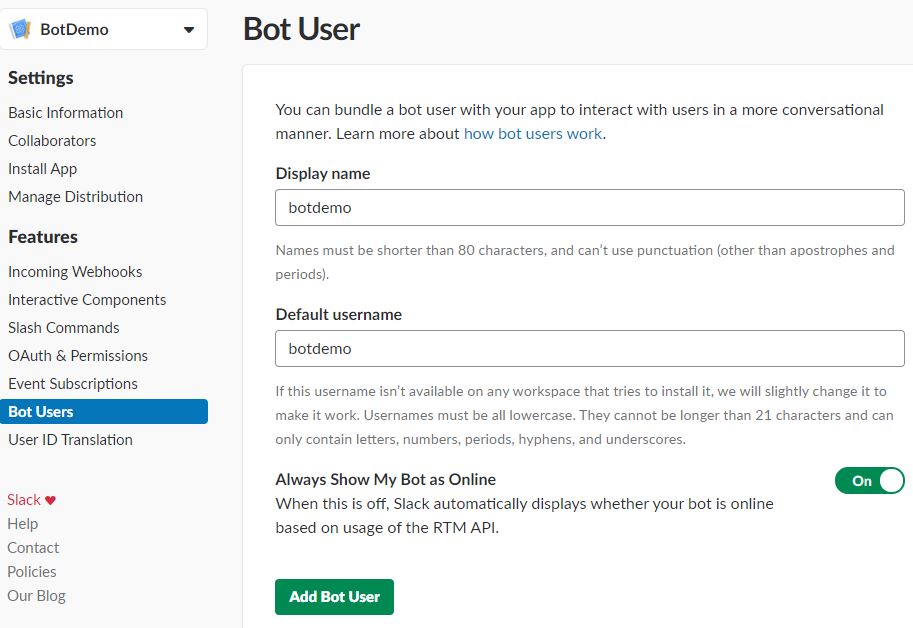 BotDemo
Settings
Basic Information
Collaborators
Install App
Manage Distribution
Features
Incoming Webhooks
Interactive Components
Slash Commands
OAuth & Permissions
Event Subscriptions
Bot Users
User ID Translation
Slack
Help
Contact
Policies
Our Blog
Bot User
You can bundle a bot user with your app to interact with users in a more conversational
manner. Learn more about how bot users work.
Display name
botdemo
Names must be shorter than 80 characters, and can’t use punctuation (other than apostrophes and
periods).
Default username
botdemo
If this username isn’t available on any workspace that tries to install it, we will slightly change it to
make it work. Usernames must be all lowercase. They cannot be longer than 21 characters and can
only contain letters, numbers, periods, hyphens, and underscores.
Always Show My Bot as Online
On
When this is off, Slack automatically displays whether your bot is online
based on usage of the RTM API.
Add Bot User